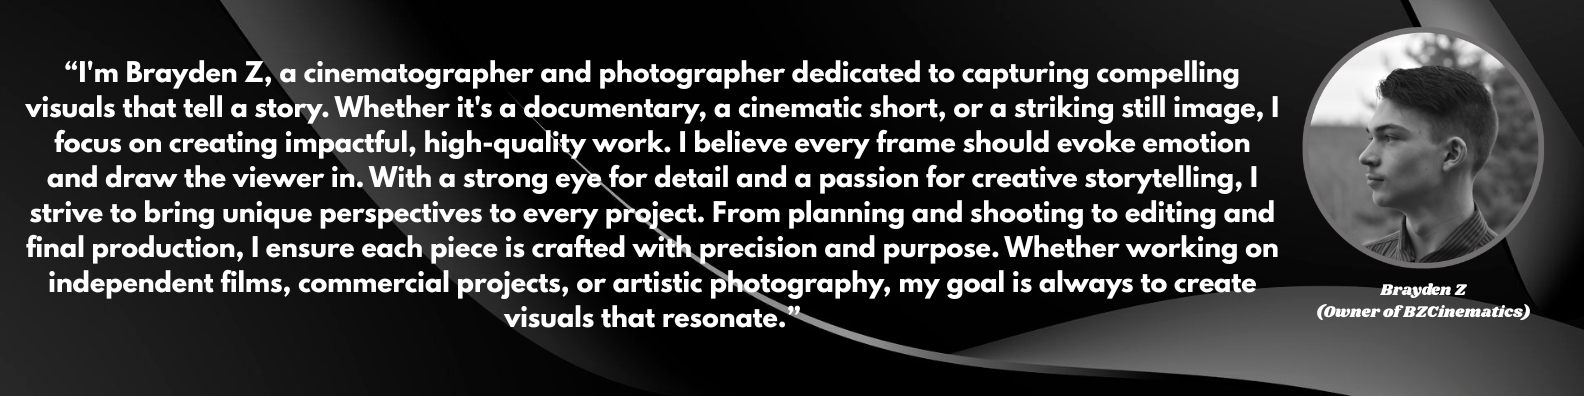 “I'm Brayden Z, a cinematographer and photographer dedicated to capturing compelling
visuals that tell a story. Whether it's a documentary, a cinematic short, or a striking still image, I
focus on creating impactful, high-quality work. I believe every frame should evoke emotion
and draw the viewer in. With a strong eye for detail and a passion for creative storytelling, I
strive to bring unique perspectives to every project. From planning and shooting to editing and
final production, I ensure each piece is crafted with precision and purpose. Whether working on
independent films, commercial projects, or artistic photography, my goal is always to create
visuals that resonate.”
Brayden Z
(Owner of BZCinematics)